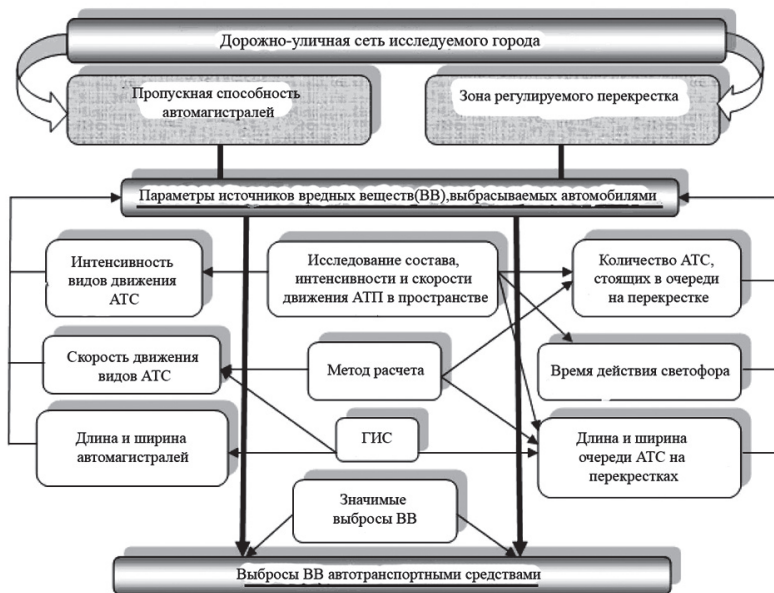 Дорожно-уличная сеть исследуемого города
Пропускная способность
автомагистралей
Зона регулируемого перекрестка
Параметры источников вредных веществ(ВВ),выбрасываемых автомобилями
Интенсивность
видов движения
АТС
Исследование состава,
интенсивности и скорости
движения АТП в пространстве
Количество АТС,
стоящих в очереди
на перекрестке
Скорость движения
видов АТС
Метод расчета
Время действия светофора
Длина и ширина
автомагистралей
ГИС
Длина и ширина
очереди АТС на
перекрестках
Значимые
выбросы ВВ
Выбросы ВВ автотранспортными средствами